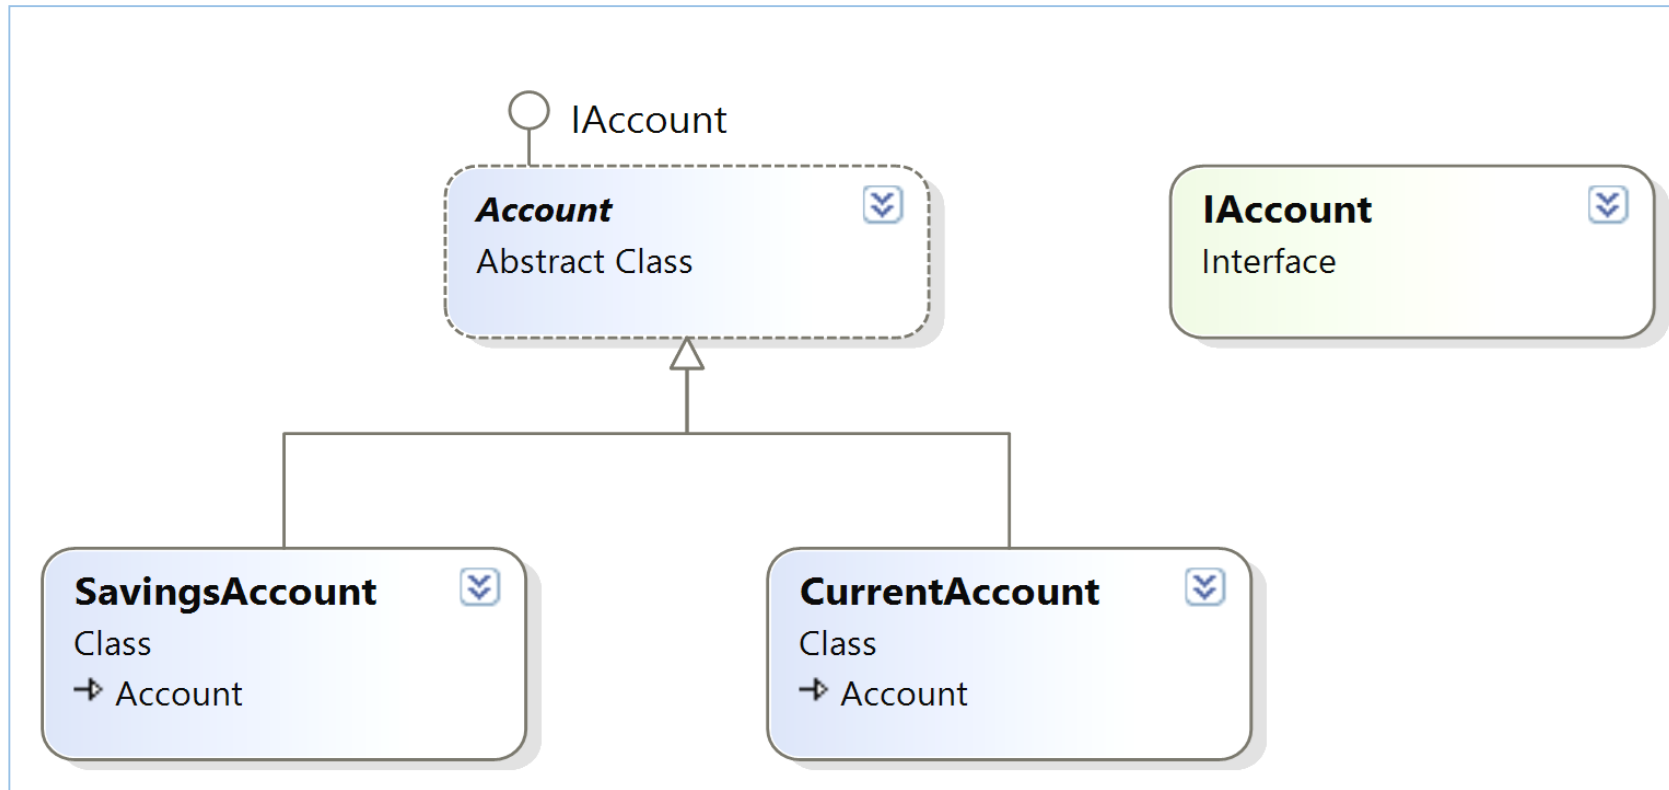 IAccount
Account
Abstract Class
IAccount
Interface
SavingsAccount
Class
Account
CurrentAccount
Class
Account